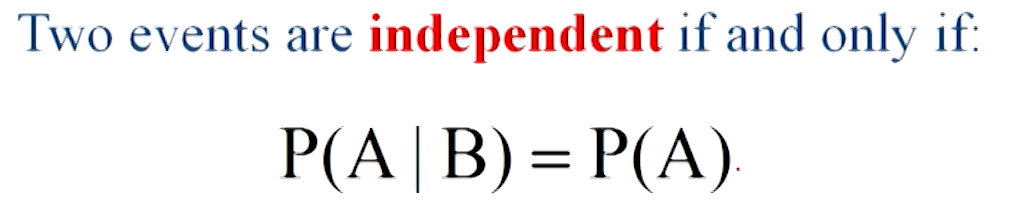 Two events are independent if and only if:
P(A | B) = P(A).